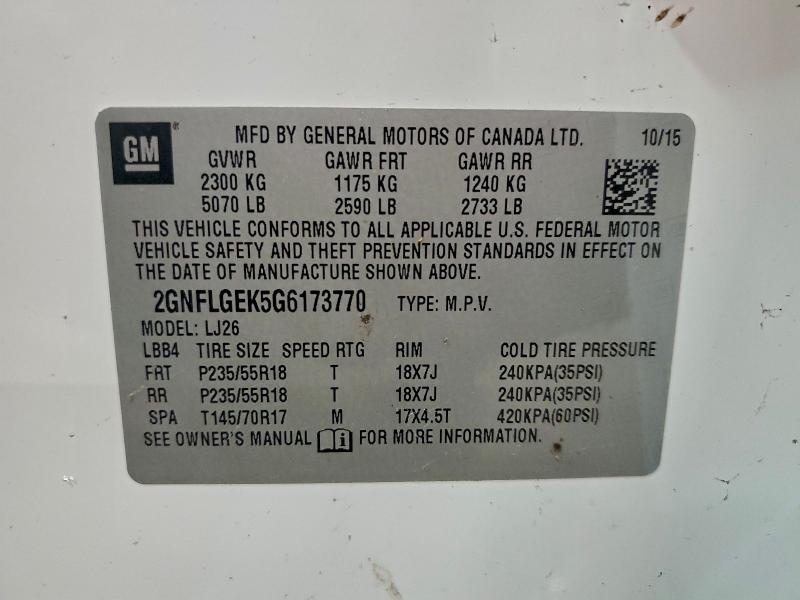 GM® MFD BY GENERAL MOTORS OF CANADA LTD. 10/15
GVWR GAWR FRT GAWR RR
2300 KG 1175 KG 1240 KG
5070 LB 2590 LB 2733 LB
THIS VEHICLE CONFORMS TO ALL APPLICABLE U.S. FEDERAL MOTOR
VEHICLE SAFETY AND THEFT PREVENTION STANDARDS IN EFFECT ON
THE DATE OF MANUFACTURE SHOWN ABOVE.
2GNFLGEK5G6173770 TYPE: M.P.V.
MODEL: LJ26
LBB4 TIRE SIZE SPEED RTG RIM COLD TIRE PRESSURE
FRT P235/55R18 T 18X7J 240KPA(35PSI)
RR P235/55R18 T 18X7J 240KPA(35PSI)
SPA T145/70R17 M 17X4.5T 420KPA(60PSI)
SEE OWNER'S MANUAL FOR MORE INFORMATION.